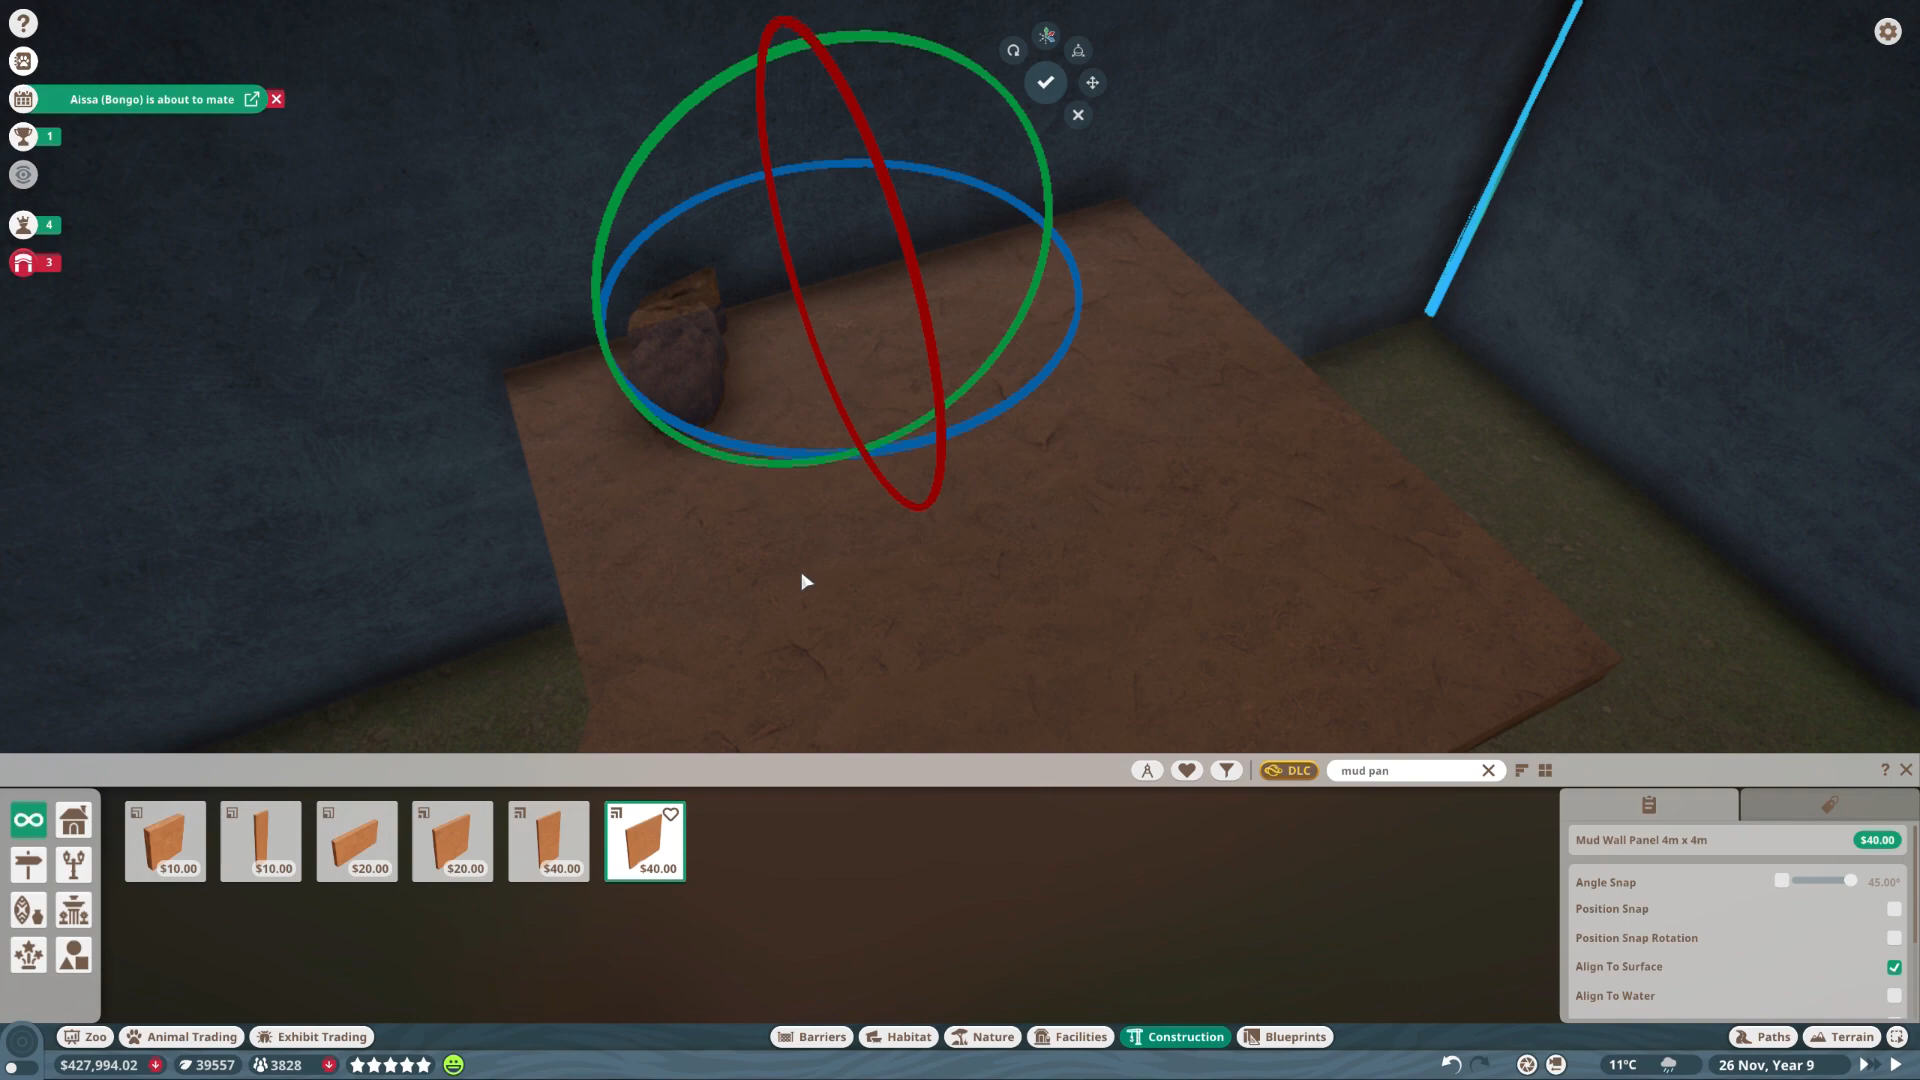 ?
Aissa (Bongo) is about to mate
1
4
3
DLC
mud pan
?
$10.00
$10.00
$20.00
$20.00
$40.00
$40.00
Mud Wall Panel 4m x 4m
$40.00
Angle Snap
45.00°
Position Snap
Position Snap Rotation
Align To Surface
Align To Water
Zoo
Animal Trading
Exhibit Trading
Barriers
Habitat
Nature
Facilities
Construction
Blueprints
Paths
Terrain
$427,994.02
39557
3828
11°C
26 Nov, Year 9